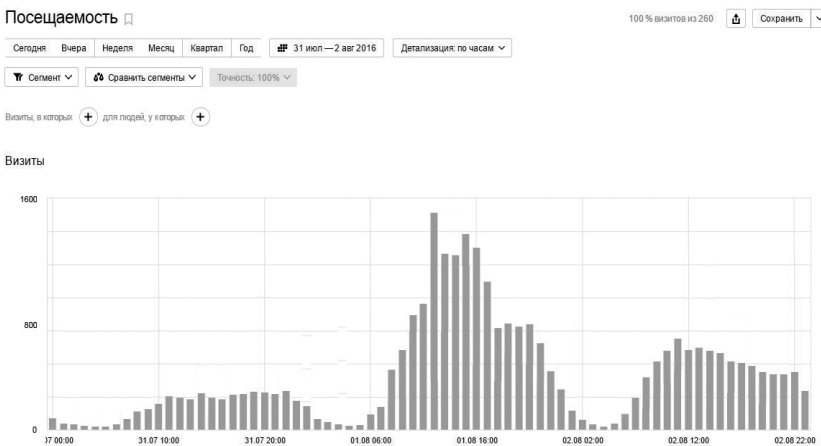 Посещаемость
100 % визитов из 260
Сохранить
Сегодня Вчера Неделя Месяц Квартал Год 31 июл — 2 авг 2016 Детализация: по часам
Сегмент Сравнить сегменты Точность: 100%
Визиты, в которых + для людей, у которых +
Визиты
1600
800
0
)7 00:00 31.07 10:00 31.07 20:00 01.08 06:00 01.08 16:00 02.08 02:00 02.08 12:00 02.08 22:00